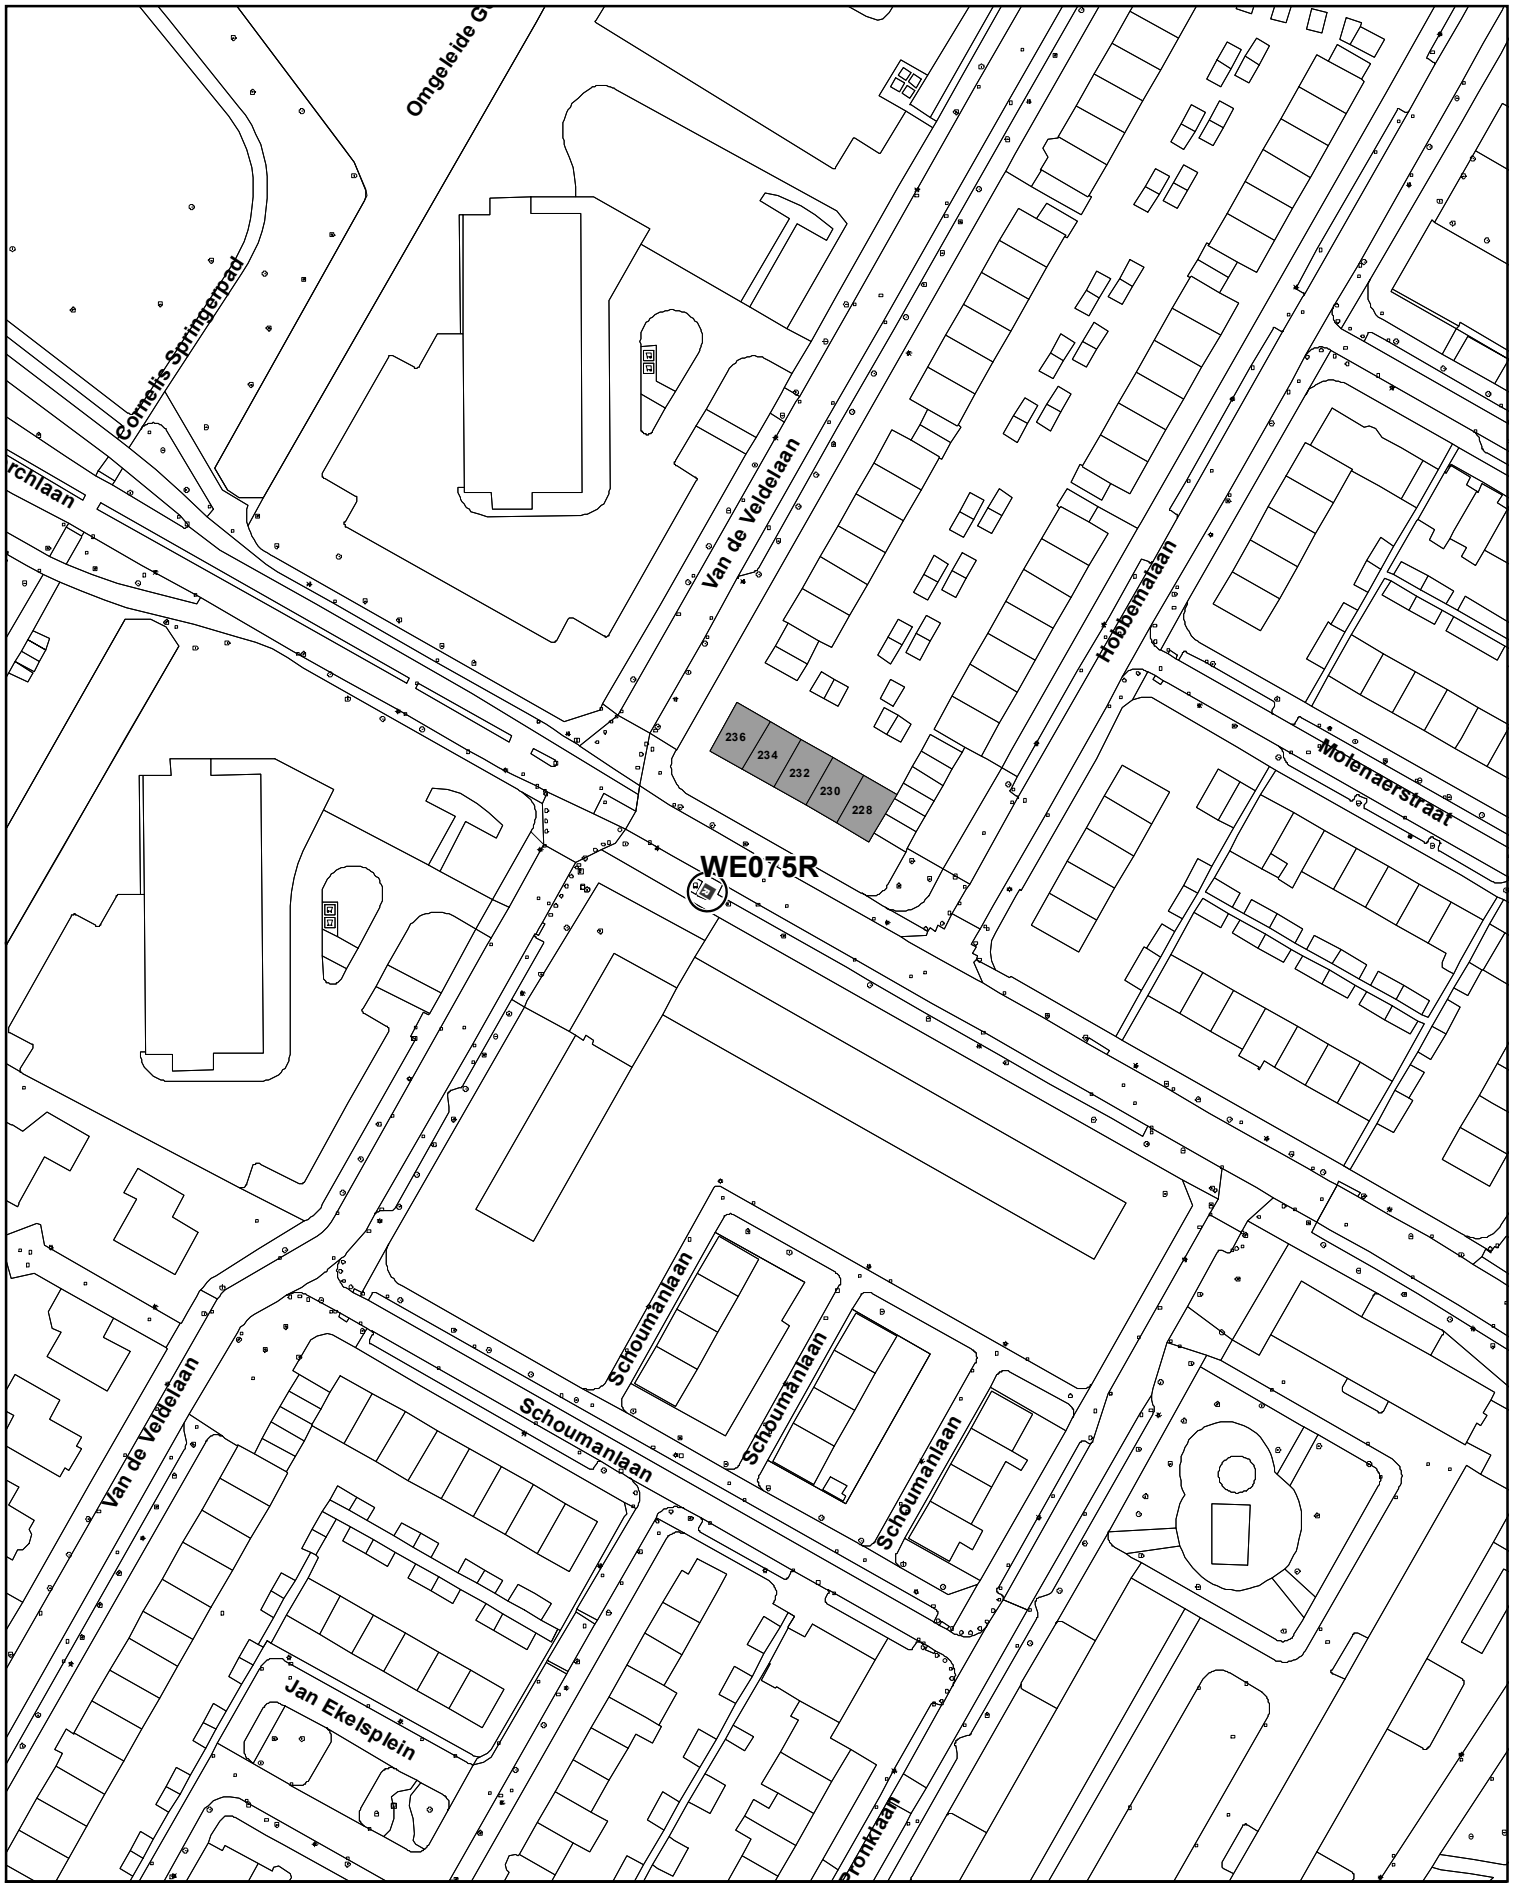 Omgeleide G
Cornelis Springerpad
rchlaan
Van de Veldelaan
Hobbemalaan
Molenaerstraat
236
234
232
230
228
WE075R
Schoumanlaan
Schoumanlaan
Schoumanlaan
Schoumanlaan
Van de Veldelaan
Jan Ekelsplein
Pronklaan